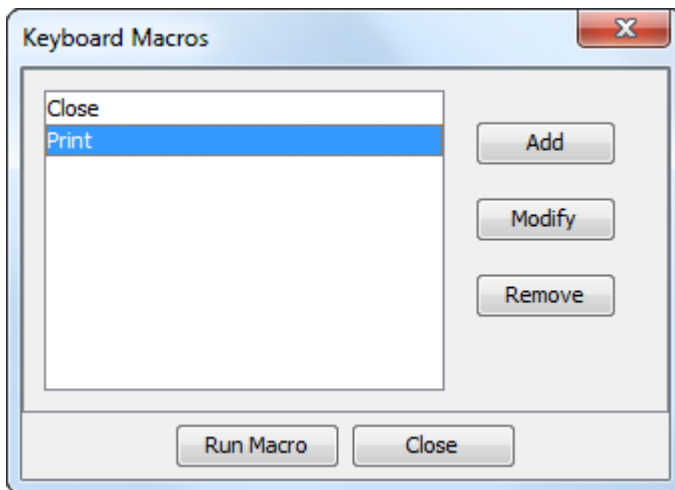 Keyboard Macros
Close
Print
Add
Modify
Remove
Run Macro
Close